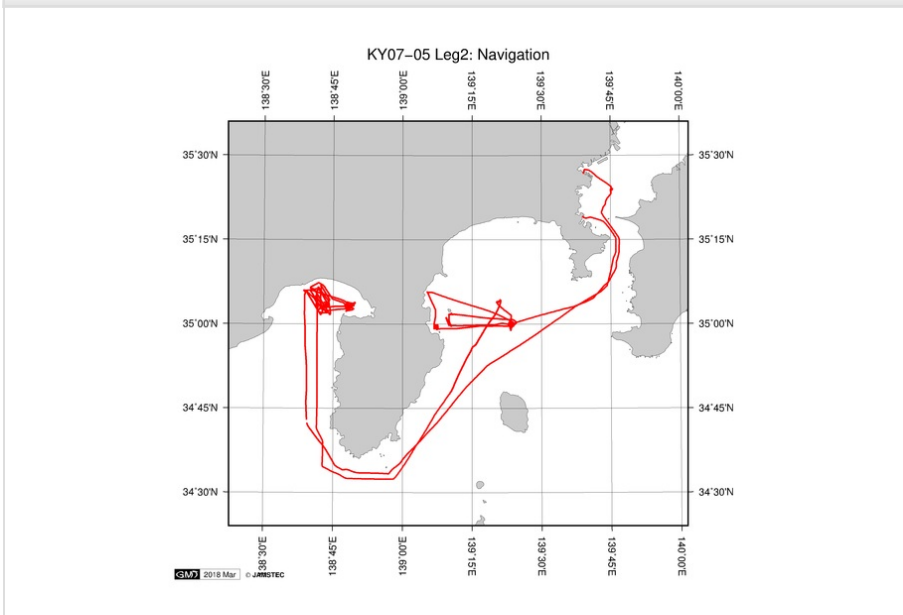 KY07−05 Leg2: Navigation
138°30'E 138°45'E 139°00'E 139°15'E 139°30'E 139°45'E 140°00'E
35°30'N 35°30'N
35°15'N 35°15'N
35°00'N 35°00'N
34°45'N 34°45'N
34°30'N 34°30'N
138°30'E 138°45'E 139°00'E 139°15'E 139°30'E 139°45'E 140°00'E
GMD 2018 Mar © JAMSTEC